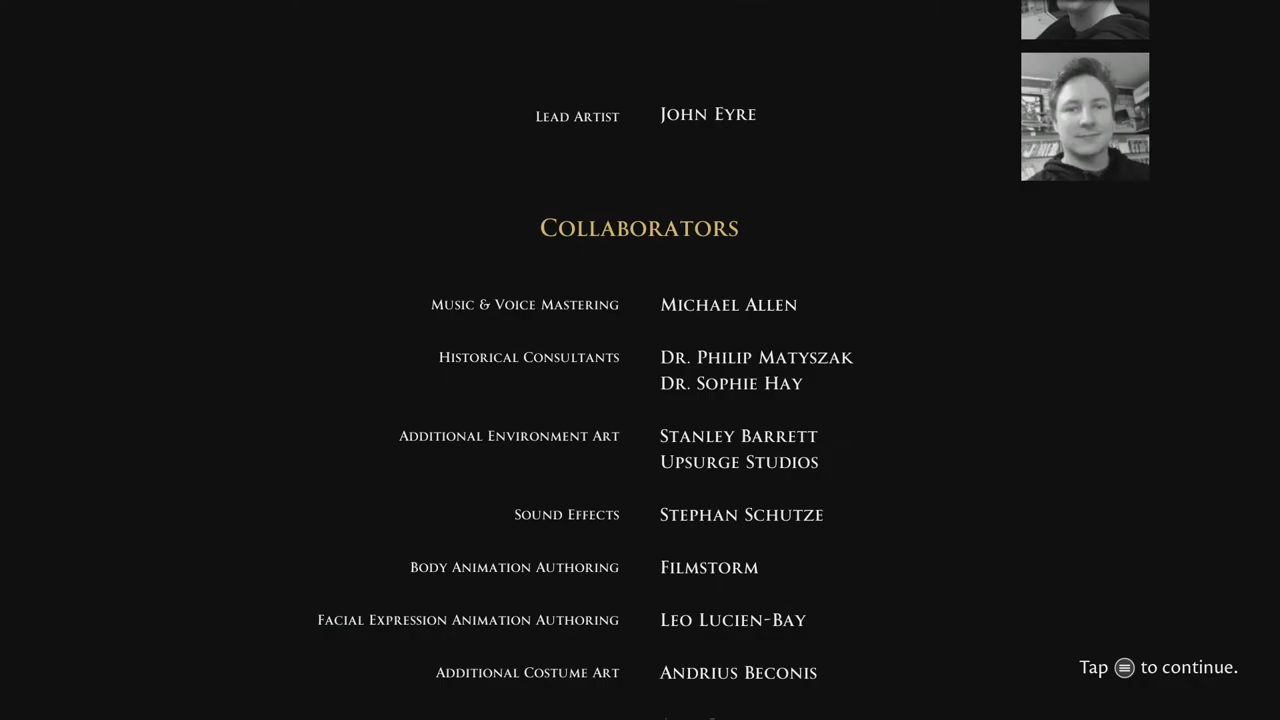 Lead Artist John Eyre
Collaborators
Music & Voice Mastering Michael Allen
Historical Consultants Dr. Philip Matyszak
Dr. Sophie Hay
Additional Environment Art Stanley Barrett
Upsurge Studios
Sound Effects Stephan Schutze
Body Animation Authoring Filmstorm
Facial Expression Animation Authoring Leo Lucien-Bay
Additional Costume Art Andrius Beconis
Tap to continue.